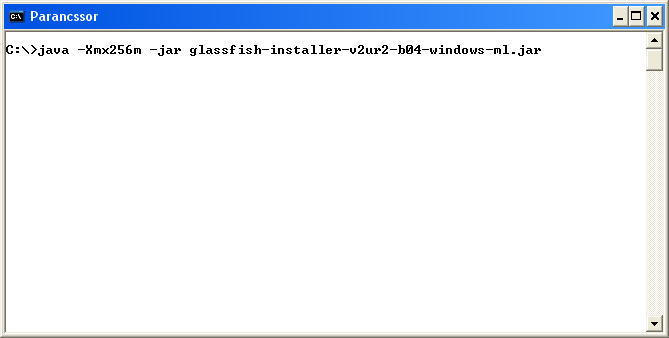 Parancssor
C:\>java -Xmx256m -jar glassfish-installer-v2ur2-b04-windows-ml.jar